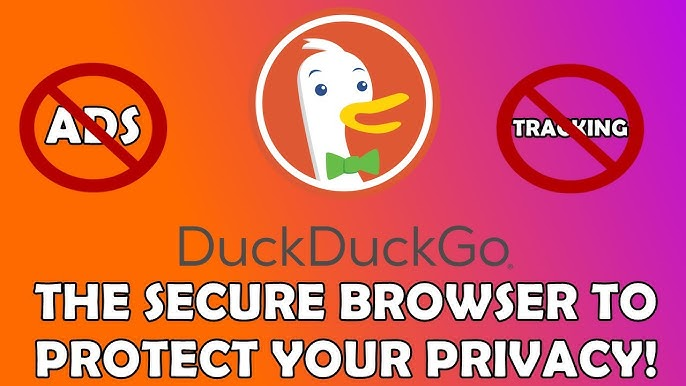 ADS
TRACKING
DuckDuckGo.
THE SECURE BROWSER TO
PROTECT YOUR PRIVACY!